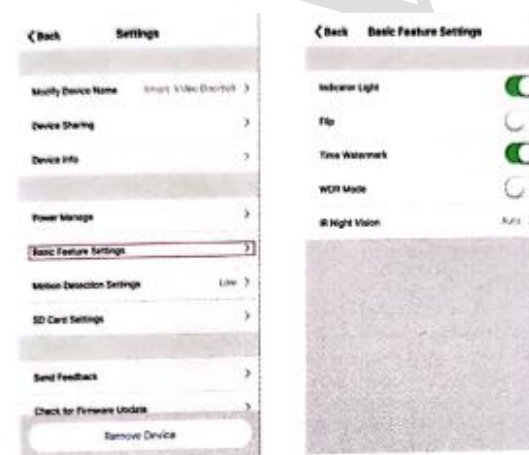 Back Settings
Modify Device Name Smart Video Doorbell
Device Sharing
Device Info
Power Manage
Basic Feature Settings
Motion Detection Settings Low
SD Card Settings
Send Feedback
Check for Firmware Update
Remove Device
Back Basic Feature Settings
Indicator Light
Flip
Time Watermark
WDR Mode
IR Night Vision Auto